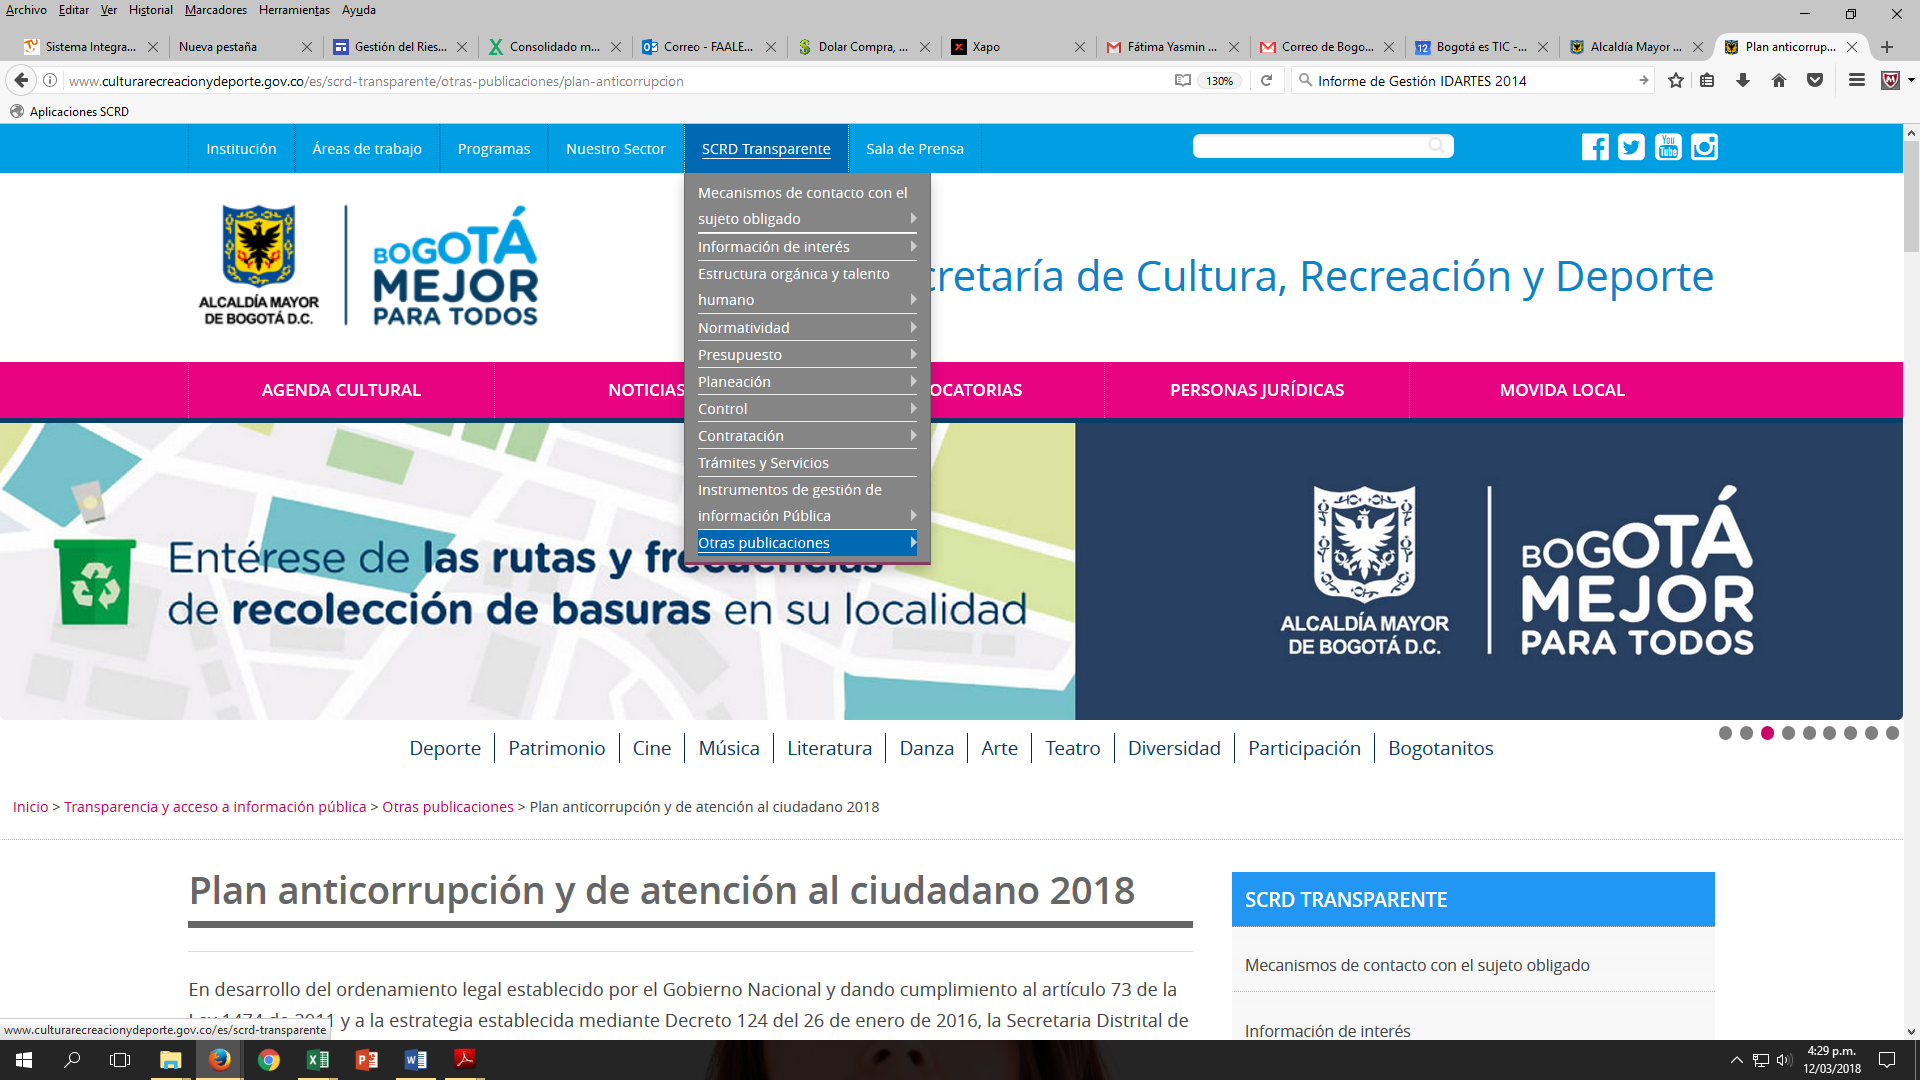 Archivo Editar Ver Historial Marcadores Herramientas Ayuda
Sistema Integra... Nueva pestaña Gestión del Ries... Consolidado m... Correo - FAALE... Dolar Compra, ... Xapo Fátima Yasmin ... Correo de Bogo... Bogotá es TIC -... Alcaldía Mayor ... Plan anticorrup...
www.culturarecreacionydeporte.gov.co/es/scrd-transparente/otras-publicaciones/plan-anticorrupcion 130% Informe de Gestión IDARTES 2014
Aplicaciones SCRD
Institución Áreas de trabajo Programas Nuestro Sector SCRD Transparente Sala de Prensa
You Tube
Mecanismos de contacto con el
sujeto obligado
Información de interés
Estructura orgánica y talento
humano
Normatividad
Presupuesto
Planeación
Control
Contratación
Trámites y Servicios
Instrumentos de gestión de
información Pública
Otras publicaciones
ALCALDÍA MAYOR
DE BOGOTÁ D.C.
BOGOTÁ
MEJOR
PARA TODOS
cretaría de Cultura, Recreación y Deporte
AGENDA CULTURAL NOTICIAS OCATORIAS PERSONAS JURÍDICAS MOVIDA LOCAL
Entérese de las rutas y frecuencias
de recolección de basuras en su localidad
ALCALDÍA MAYOR
DE BOGOTÁ D.C.
BOGOTÁ
MEJOR
PARA TODOS
Deporte Patrimonio Cine Música Literatura Danza Arte Teatro Diversidad Participación Bogotanitos
Inicio > Transparencia y acceso a información pública > Otras publicaciones > Plan anticorrupción y de atención al ciudadano 2018
Plan anticorrupción y de atención al ciudadano 2018
En desarrollo del ordenamiento legal establecido por el Gobierno Nacional y dando cumplimiento al artículo 73 de la
Ley 1474 de 2011 y a la estrategia establecida mediante Decreto 124 del 26 de enero de 2016, la Secretaria Distrital de
SCRD TRANSPARENTE
Mecanismos de contacto con el sujeto obligado
Información de interés
www.culturarecreacionydeporte.gov.co/es/scrd-transparente
4:29 p.m.
12/03/2018